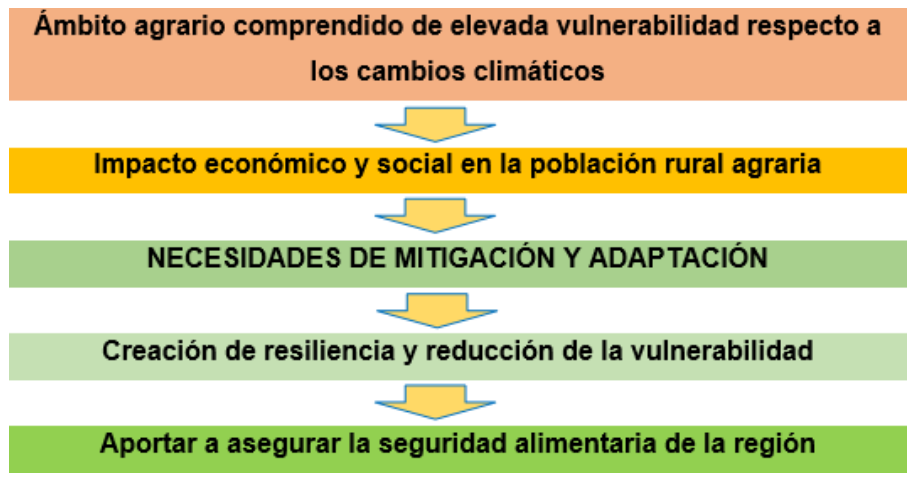 Ámbito agrario comprendido de elevada vulnerabilidad respecto a
los cambios climáticos
Impacto económico y social en la población rural agraria
NECESIDADES DE MITIGACIÓN Y ADAPTACIÓN
Creación de resiliencia y reducción de la vulnerabilidad
Aportar a asegurar la seguridad alimentaria de la región